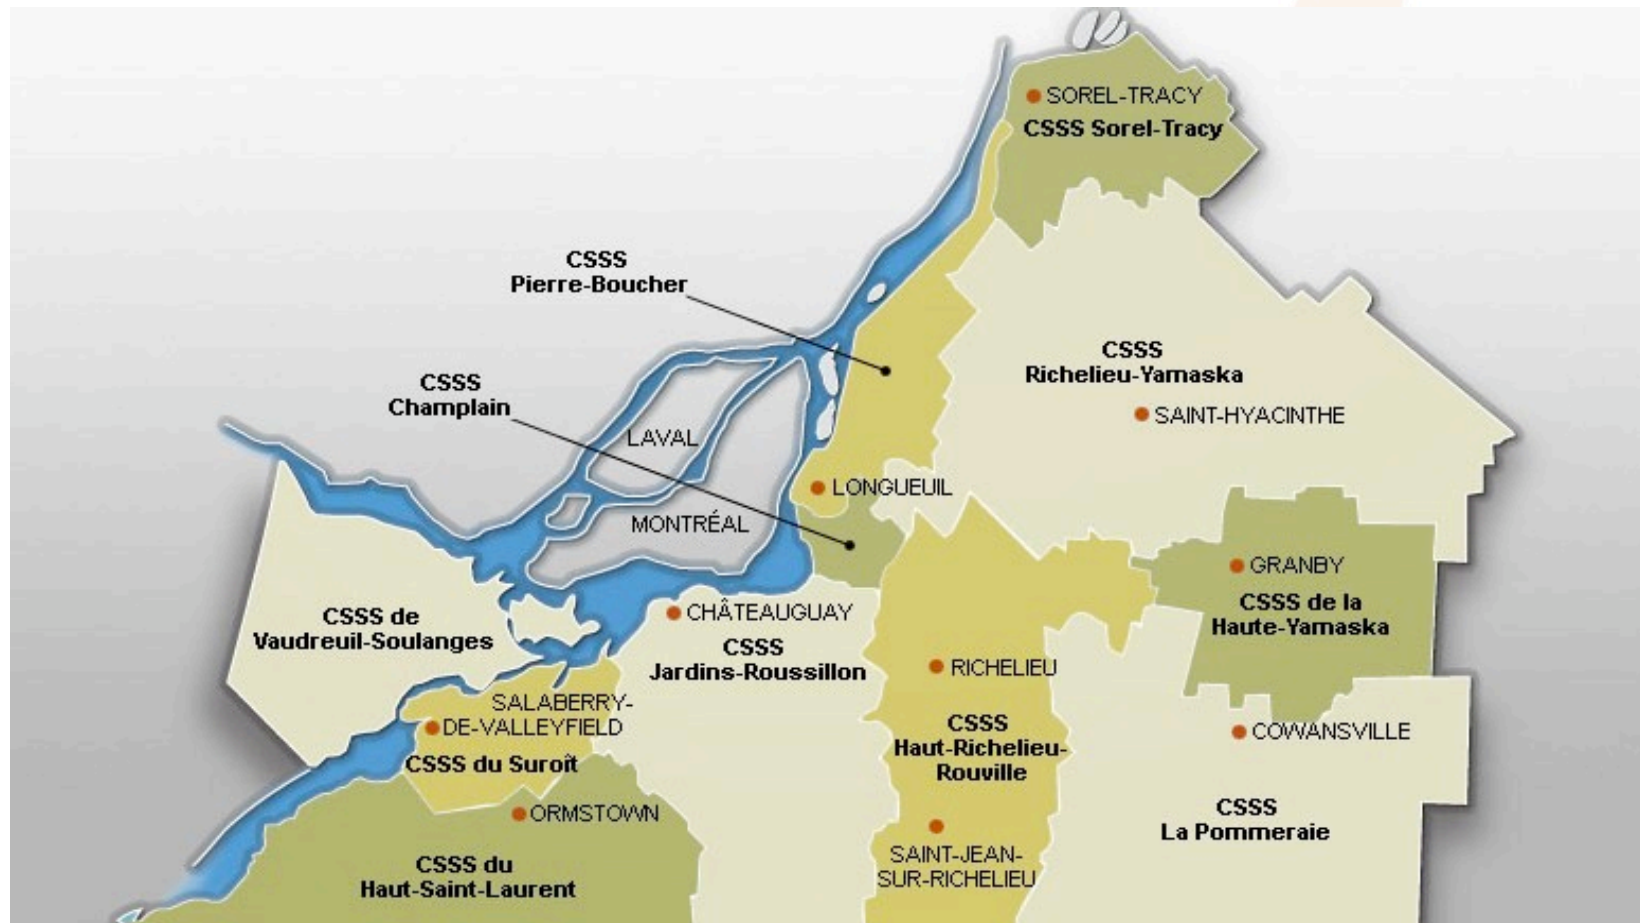 SOREL-TRACY
CSSS Sorel-Tracy
CSSS
Pierre-Boucher
CSSS
Richelieu-Yamaska
CSSS
Champlain
SAINT-HYACINTHE
LAVAL
LONGUEUIL
MONTRÉAL
GRANBY
CSSS de la
Haute-Yamaska
CHÂTEAUGUAY
CSSS de
Vaudreuil-Soulanges
CSSS
Jardins-Roussillon
RICHELIEU
SALABERRY-
DE-VALLEYFIELD
CSSS
Haut-Richelieu-
Rouville
COWANSVILLE
CSSS du Suroît
ORMSTOWN
CSSS
La Pommeraie
SAINT-JEAN-
SUR-RICHELIEU
CSSS du
Haut-Saint-Laurent